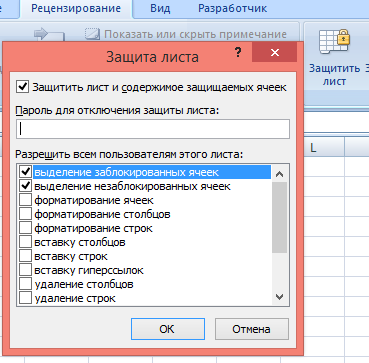 Рецензирование Вид Разработчик
Показать или скрыть примечание
Защита листа
Защитить лист
Защитить лист и содержимое защищаемых ячеек
Пароль для отключения защиты листа:
Разрешить всем пользователям этого листа:
L
выделение заблокированных ячеек
выделение незаблокированных ячеек
форматирование ячеек
форматирование столбцов
форматирование строк
вставку столбцов
вставку строк
вставку гиперссылок
удаление столбцов
удаление строк
ОК Отмена